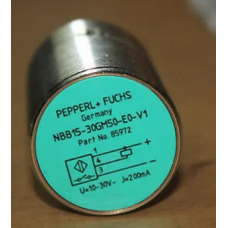 PEPPERL+ FUCHS
Germany
NBB15-30GM50-E0-V1
Part No. 85972
1
+
4
3
-
U=10-30V- J=200mA